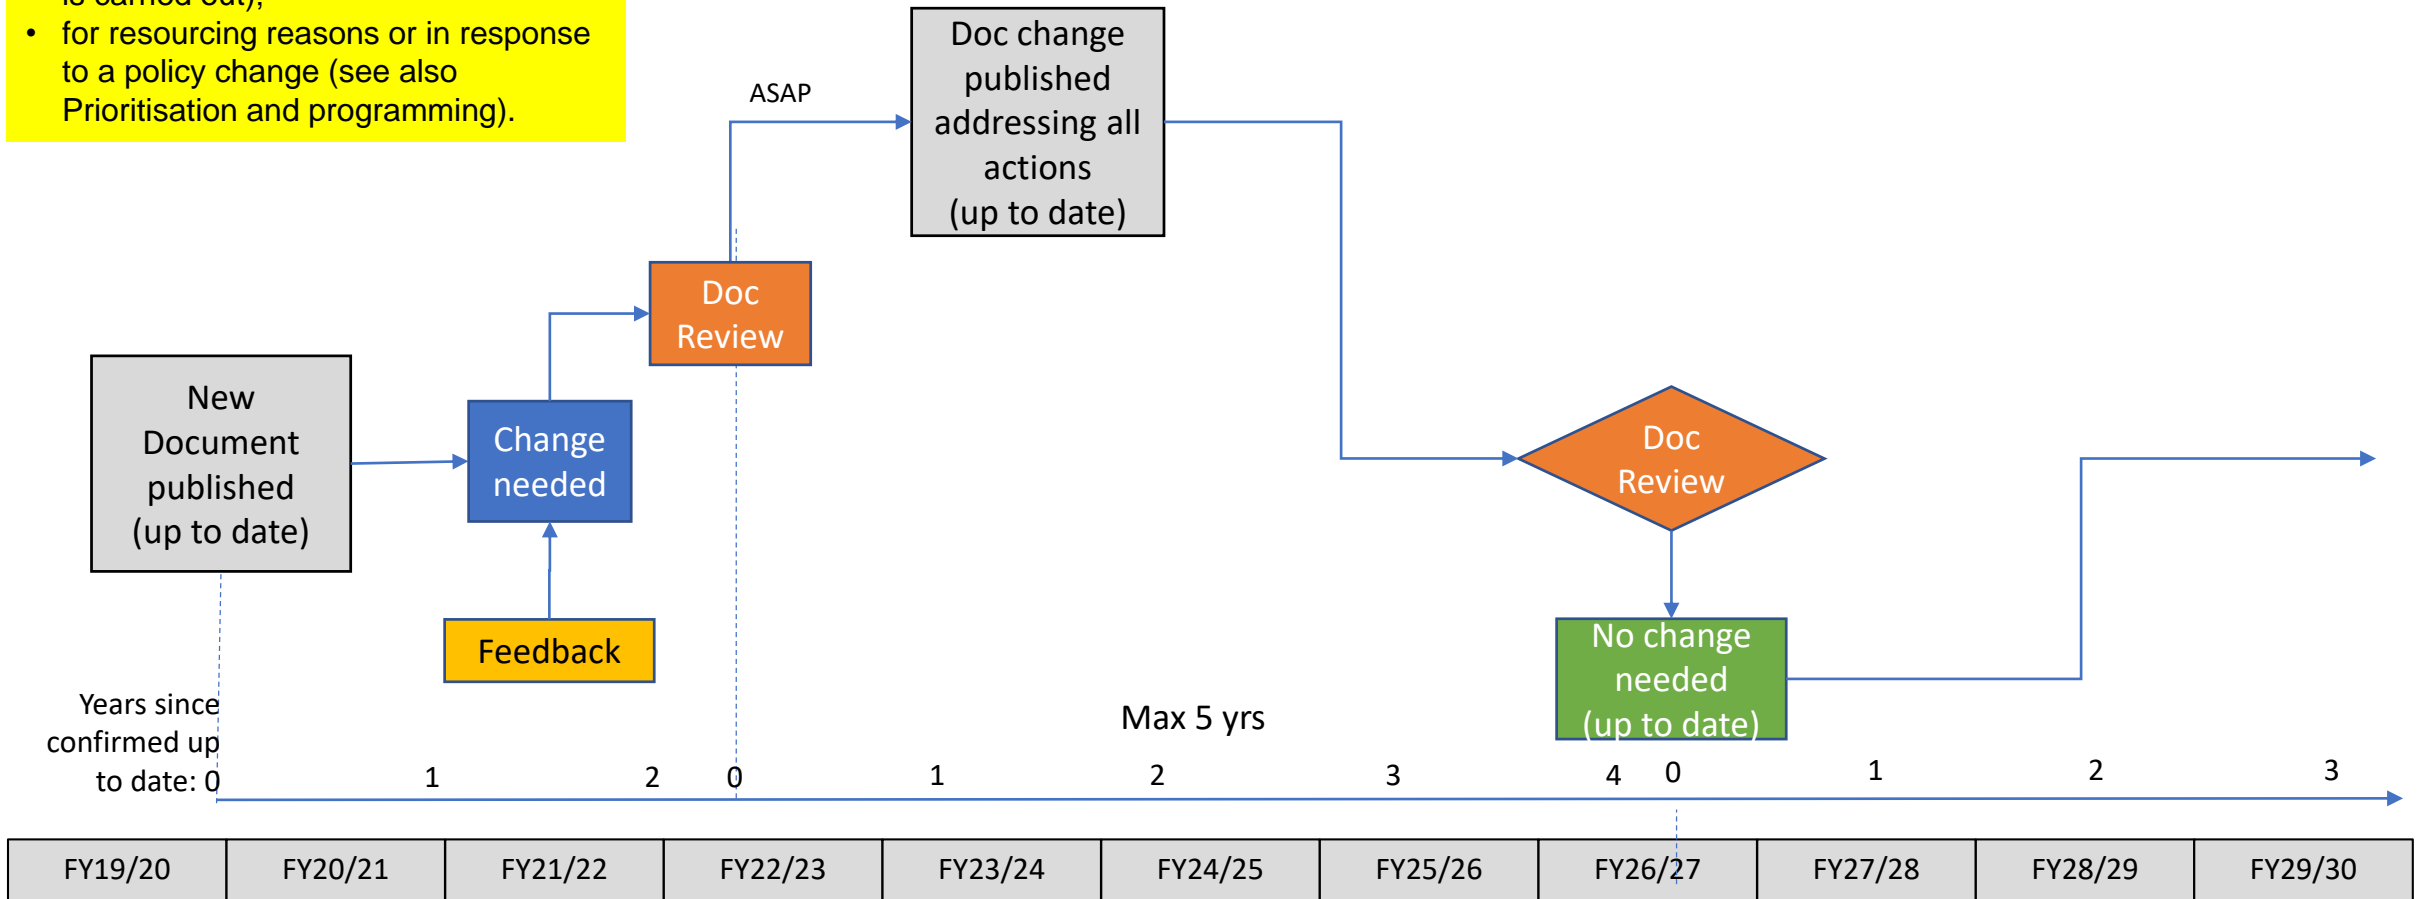 is carried out);
• for resourcing reasons or in response
to a policy change (see also
Prioritisation and programming).
ASAP
Doc change
published
addressing all
actions
(up to date)
Doc
Review
New
Document
published
(up to date)
Change
needed
Doc
Review
Feedback
No change
needed
(up to date)
Years since
confirmed up
to date: 0
Max 5 yrs
1 2 0 1 2 3 4 0 1 2 3
FY19/20 FY20/21 FY21/22 FY22/23 FY23/24 FY24/25 FY25/26 FY26/27 FY27/28 FY28/29 FY29/30